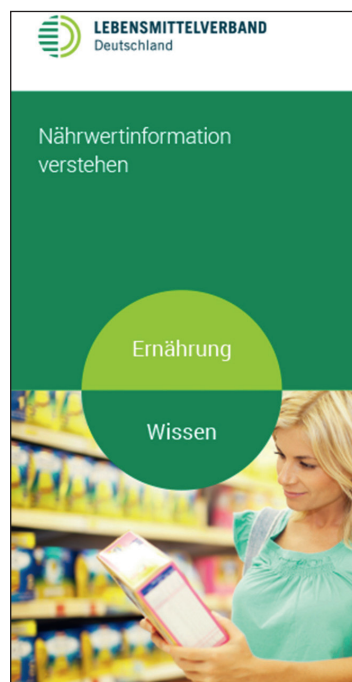 LEBENSMITTELVERBAND
Deutschland
Nährwertinformation
verstehen
Ernährung
Wissen